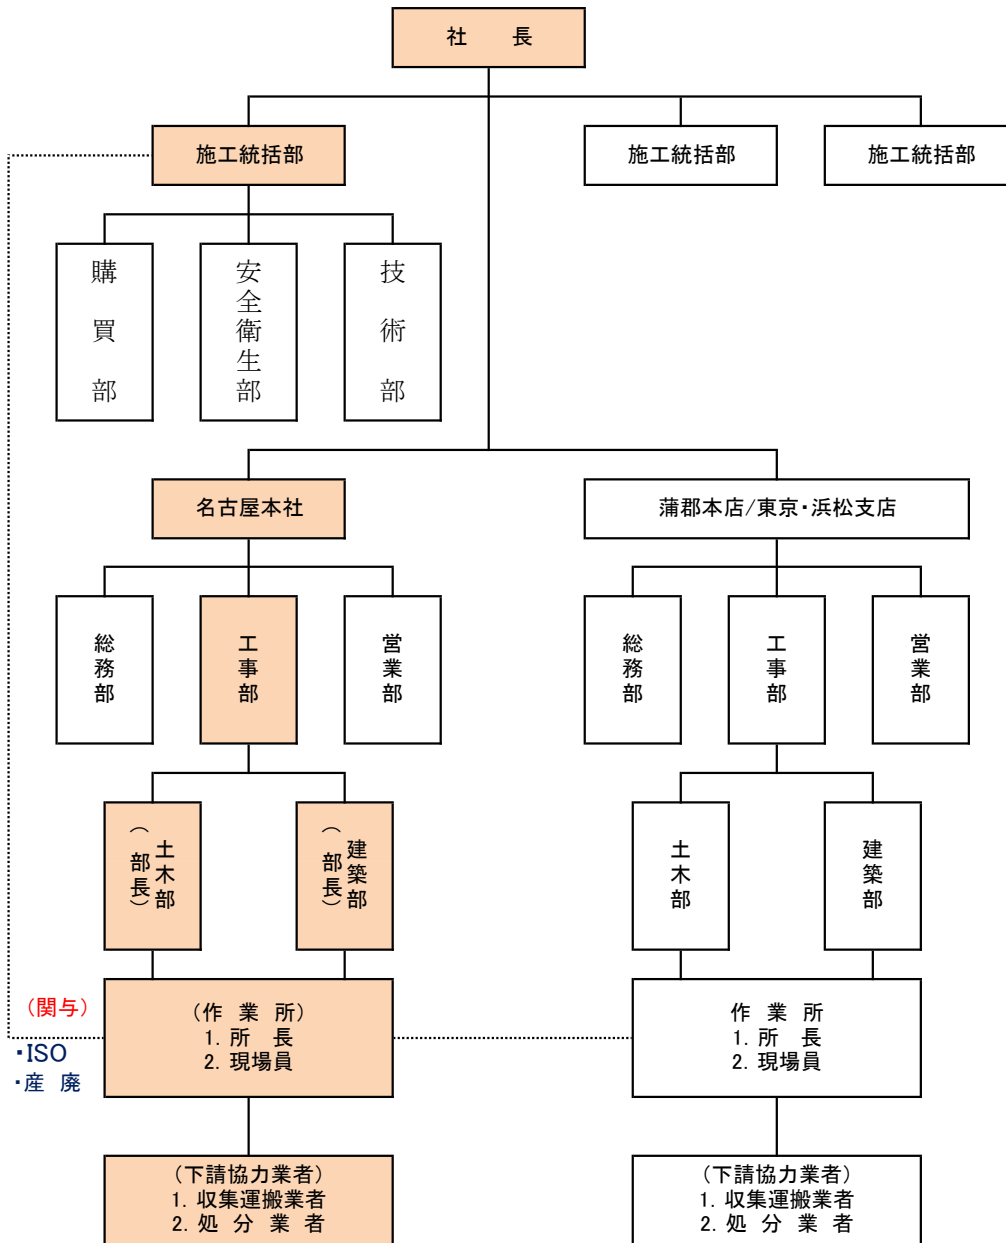 社　長
施工統括部
施工統括部
施工統括部
購買部
安全衛生部
技術部
名古屋本社
蒲郡本店/東京・浜松支店
総務部
工事部
営業部
総務部
工事部
営業部
土木部
（部長）
建築部
（部長）
土木部
建築部
（関与）
・ISO
・産 廃
（作 業 所）
1. 所 長
2. 現場員
作 業 所
1. 所 長
2. 現場員
（下請協力業者）
1. 収集運搬業者
2. 処 分 業 者
（下請協力業者）
1. 収集運搬業者
2. 処 分 業 者